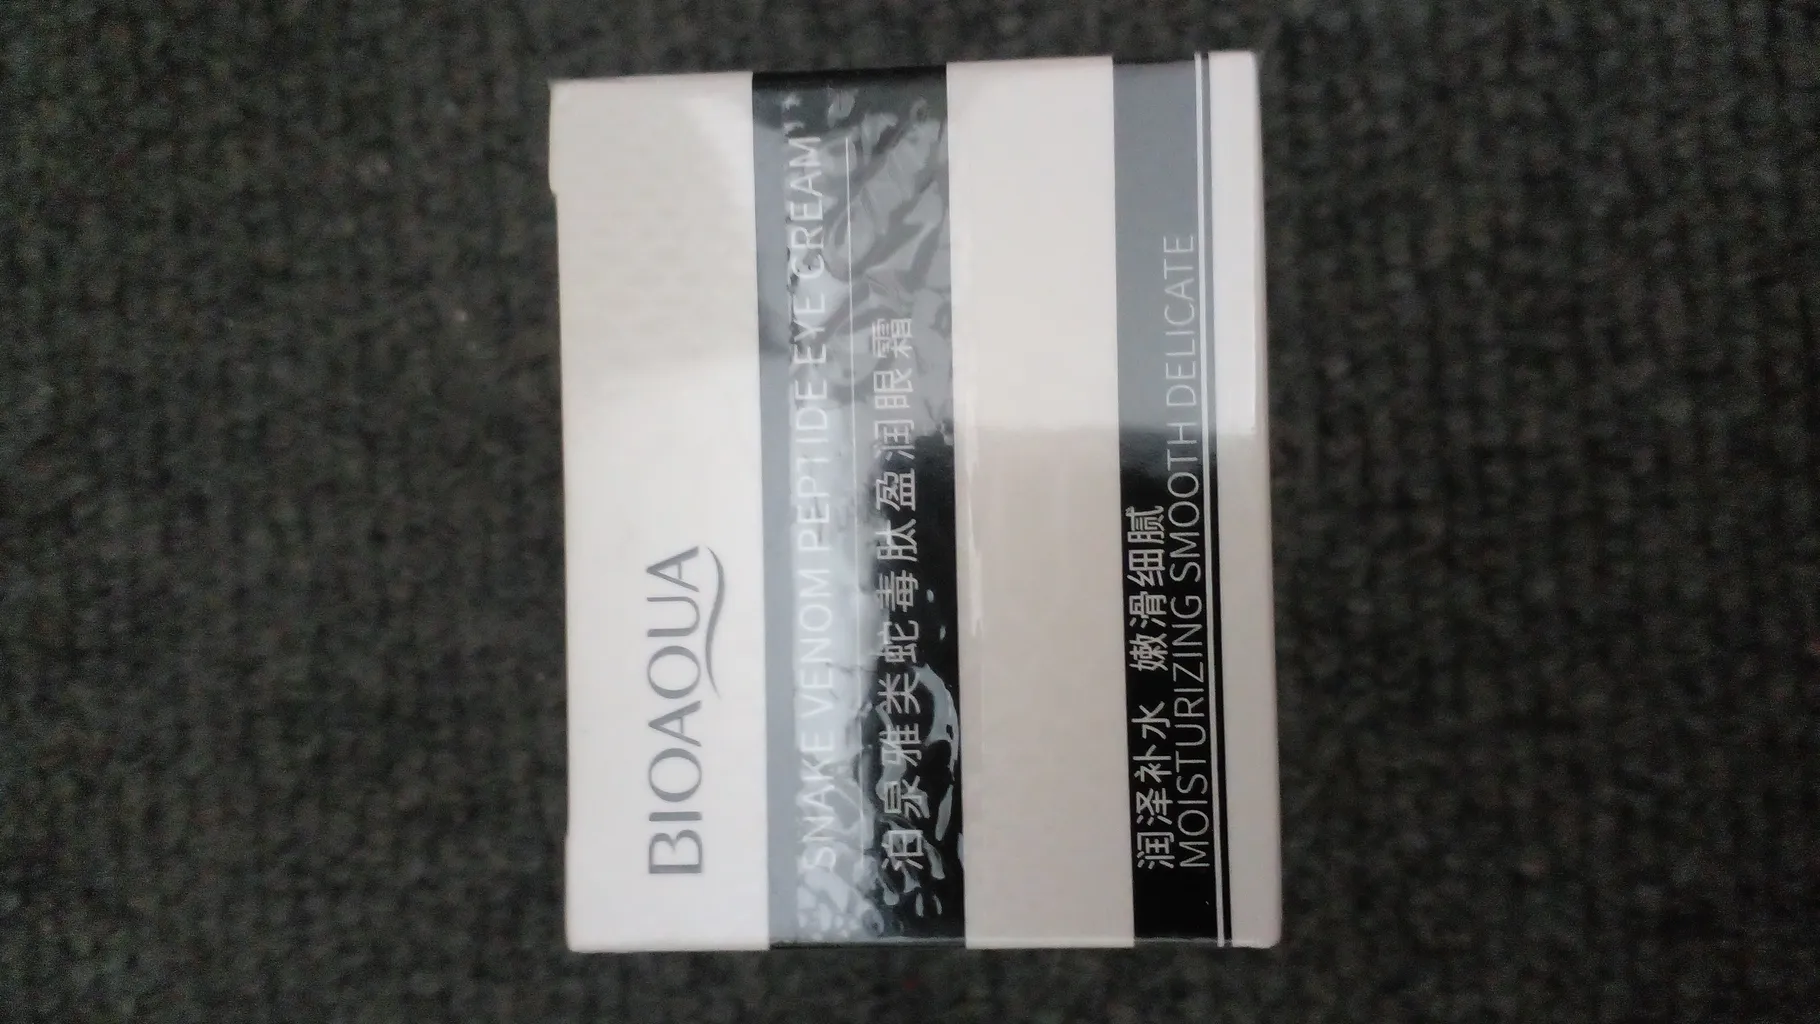 BIOAQUA
"SNAKE VENOM PEPTIDE EYE CREAM"
泊泉雅类蛇毒肽盈润眼霜
润泽补水 嫩滑细腻
MOISTURIZING SMOOTH DELICATE